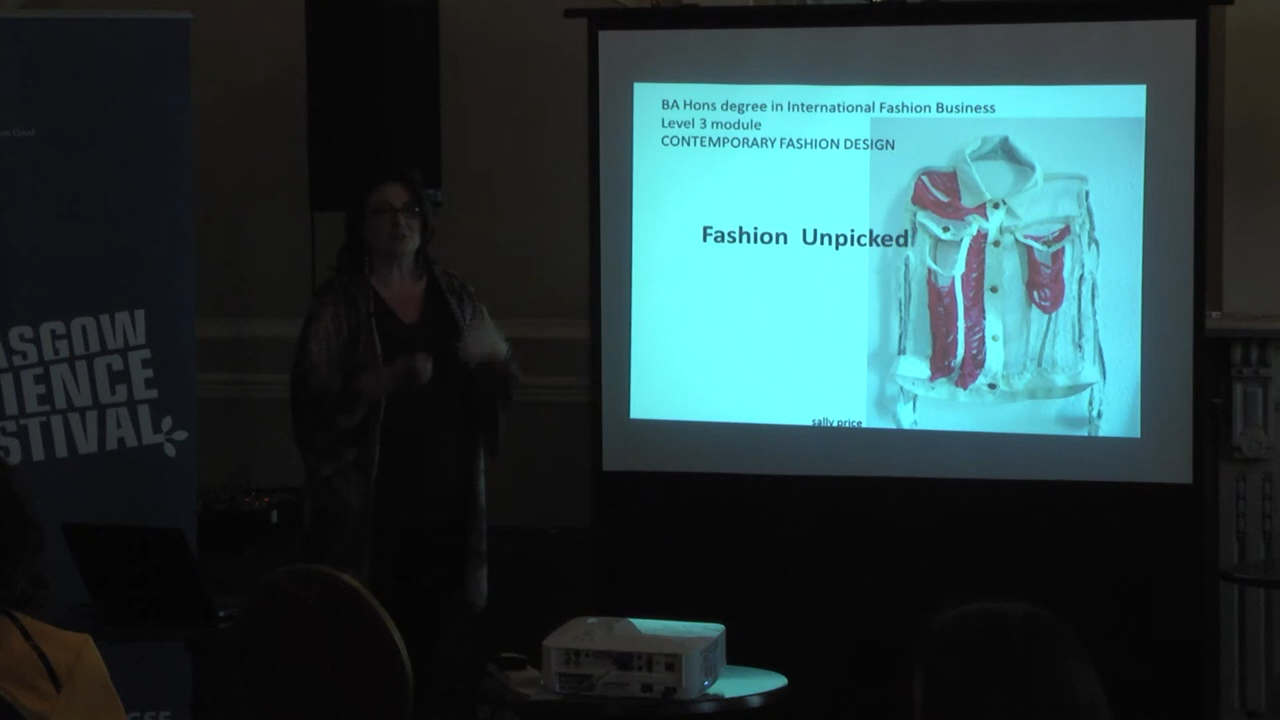 BA Hons degree in International Fashion Business
Level 3 module
CONTEMPORARY FASHION DESIGN
Fashion Unpicked
sally price
ASGOW
IENCE
STIVAL
GSF